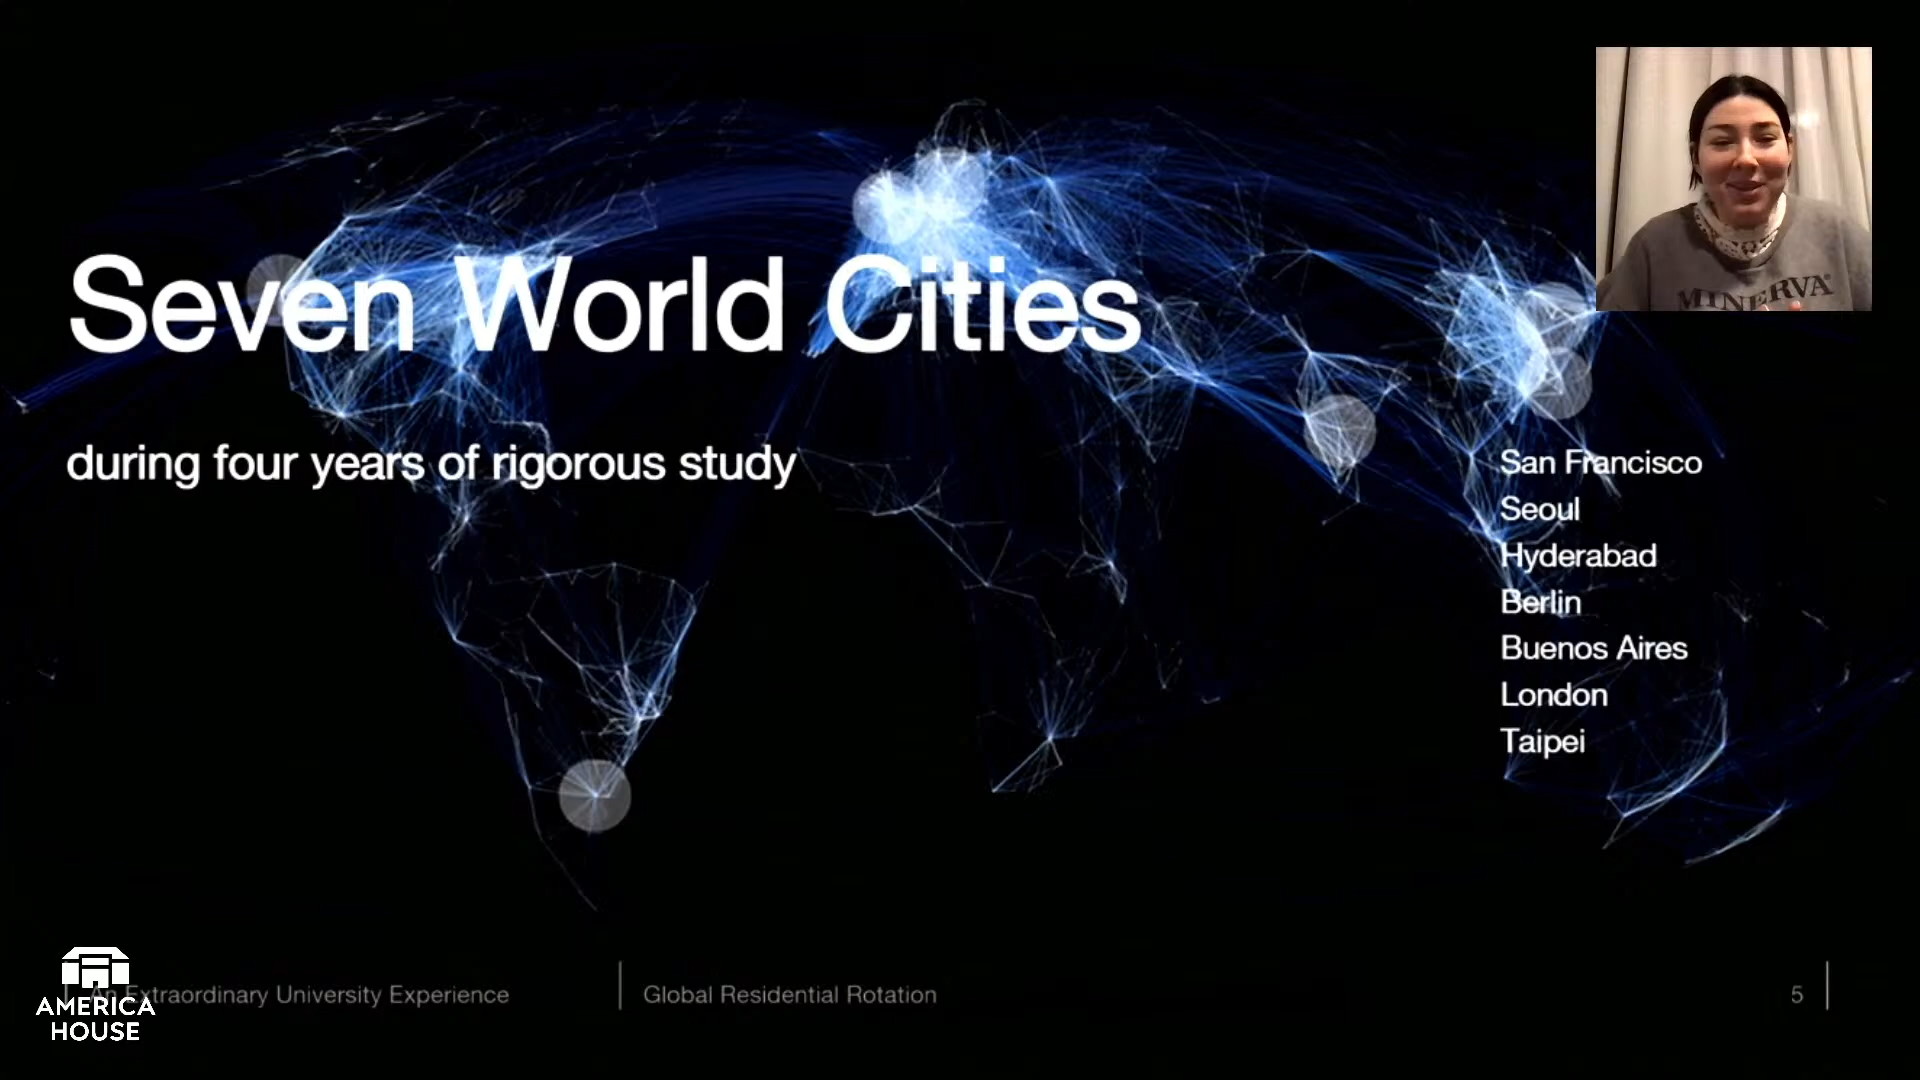 MINERVA
Seven World Cities
during four years of rigorous study
San Francisco
Seoul
Hyderabad
Berlin
Buenos Aires
London
Taipei
An Extraordinary University Experience
Global Residential Rotation
5
AMERICA
HOUSE